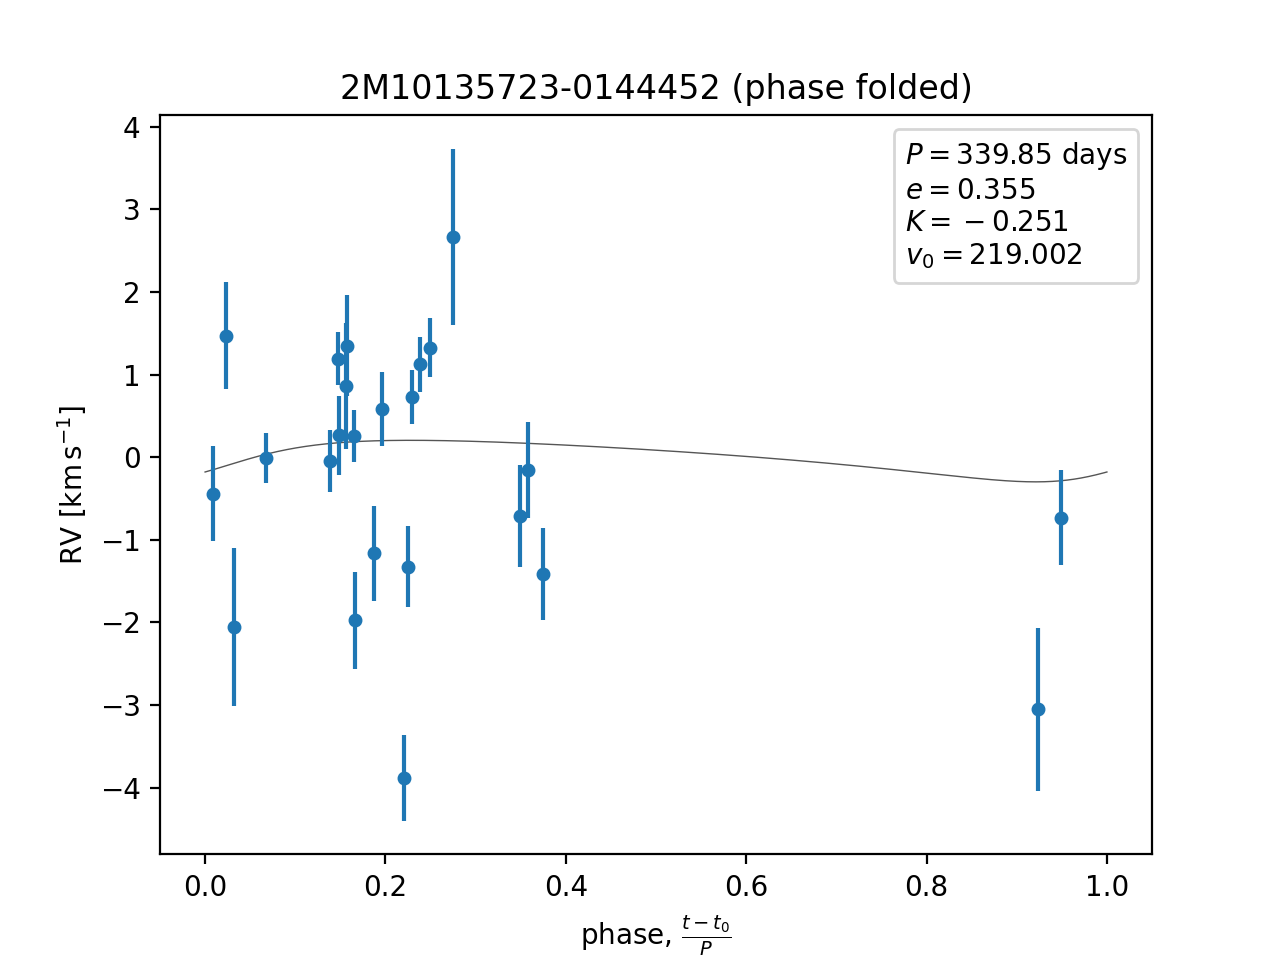 2M10135723-0144452 (phase folded)
P = 339.85 days
e = 0.355
K = −0.251
v₀ = 219.002
RV [km s⁻¹]
4
3
2
1
0
−1
−2
−3
−4
0.0 0.2 0.4 0.6 0.8 1.0
phase, (t − t₀)/P